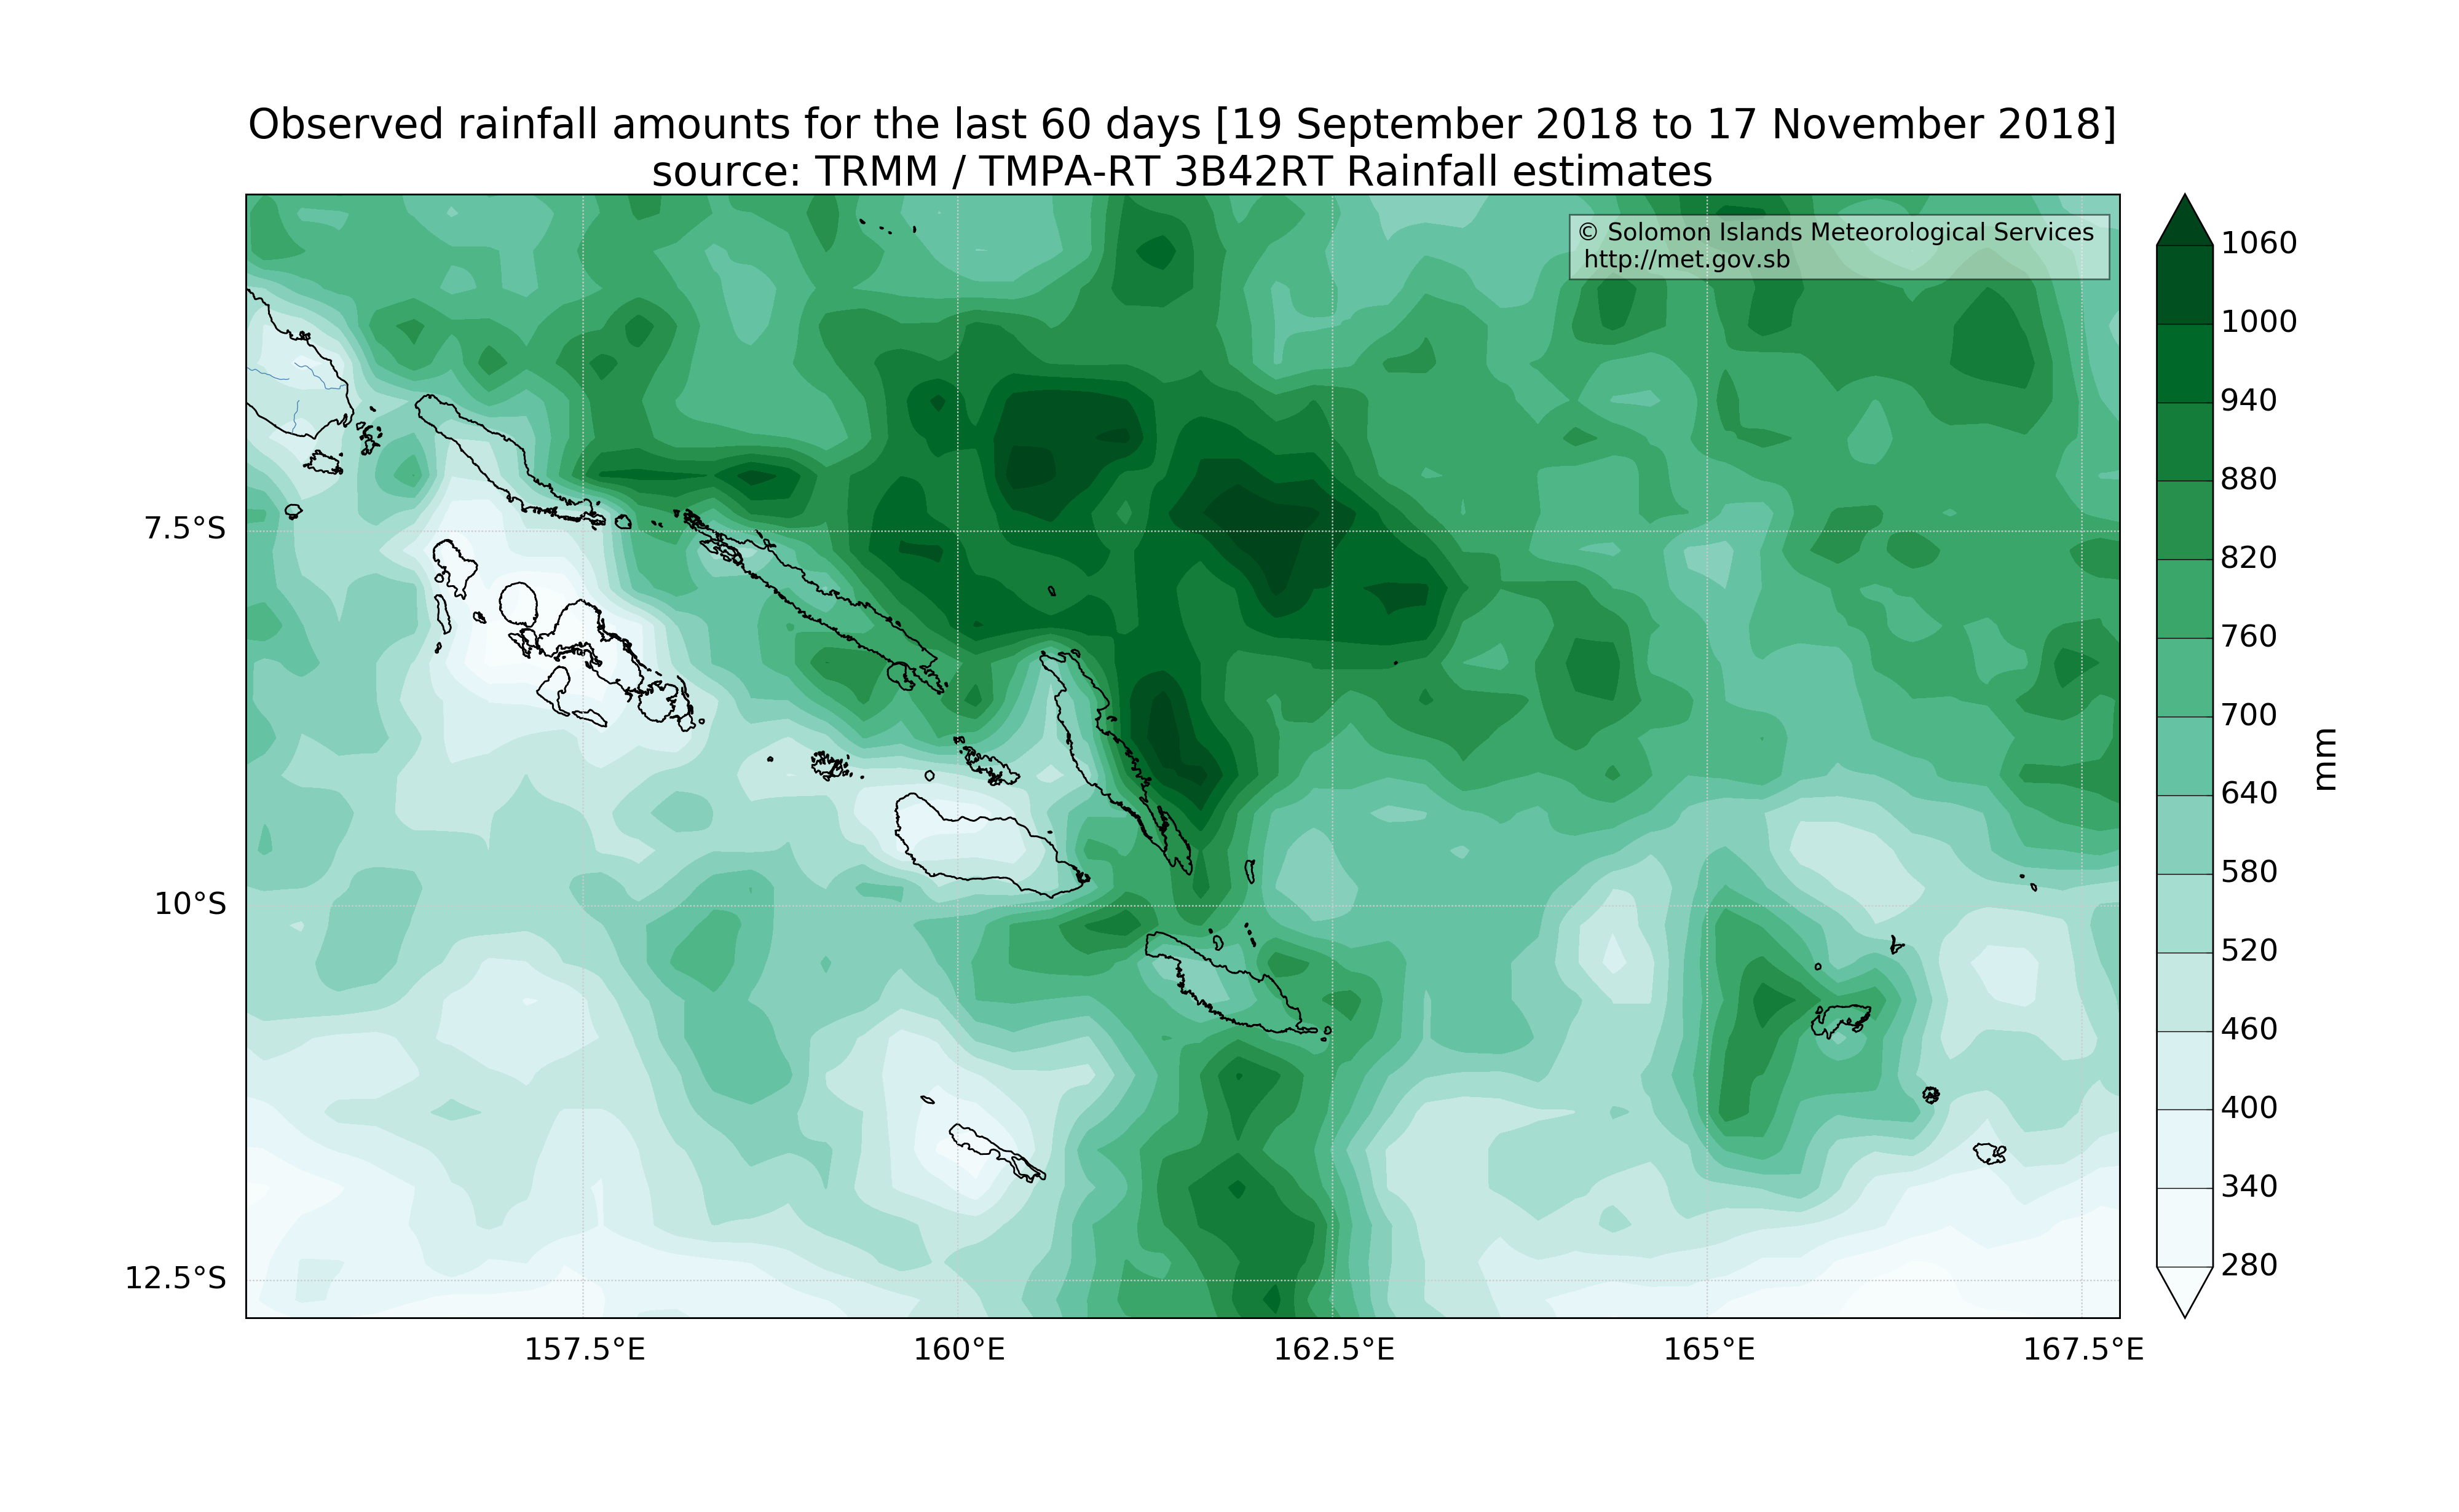 Observed rainfall amounts for the last 60 days [19 September 2018 to 17 November 2018]
source: TRMM / TMPA-RT 3B42RT Rainfall estimates
© Solomon Islands Meteorological Services
http://met.gov.sb
1060
1000
940
880
820
760
700
640
580
520
460
400
340
280
mm
7.5°S
10°S
12.5°S
157.5°E
160°E
162.5°E
165°E
167.5°E